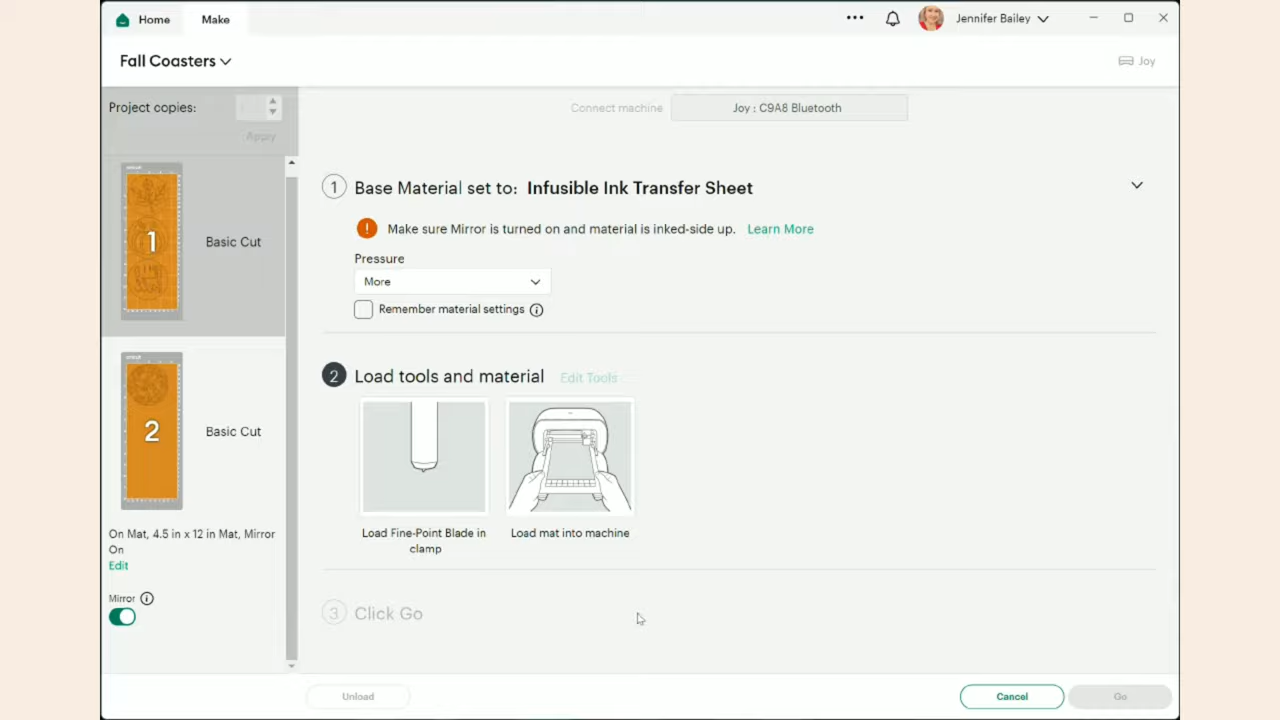 Home
Make
Jennifer Bailey
Fall Coasters
Joy
Project copies:
Apply
Connect machine
Joy : C9A8 Bluetooth
1 Base Material set to: Infusible Ink Transfer Sheet
! Make sure Mirror is turned on and material is inked-side up. Learn More
Pressure
More
Remember material settings
1
Basic Cut
2 Load tools and material Edit Tools
2
Basic Cut
Load Fine-Point Blade in
clamp
Load mat into machine
On Mat, 4.5 in x 12 in Mat, Mirror
On
Edit
Mirror
3 Click Go
Unload
Cancel
Go